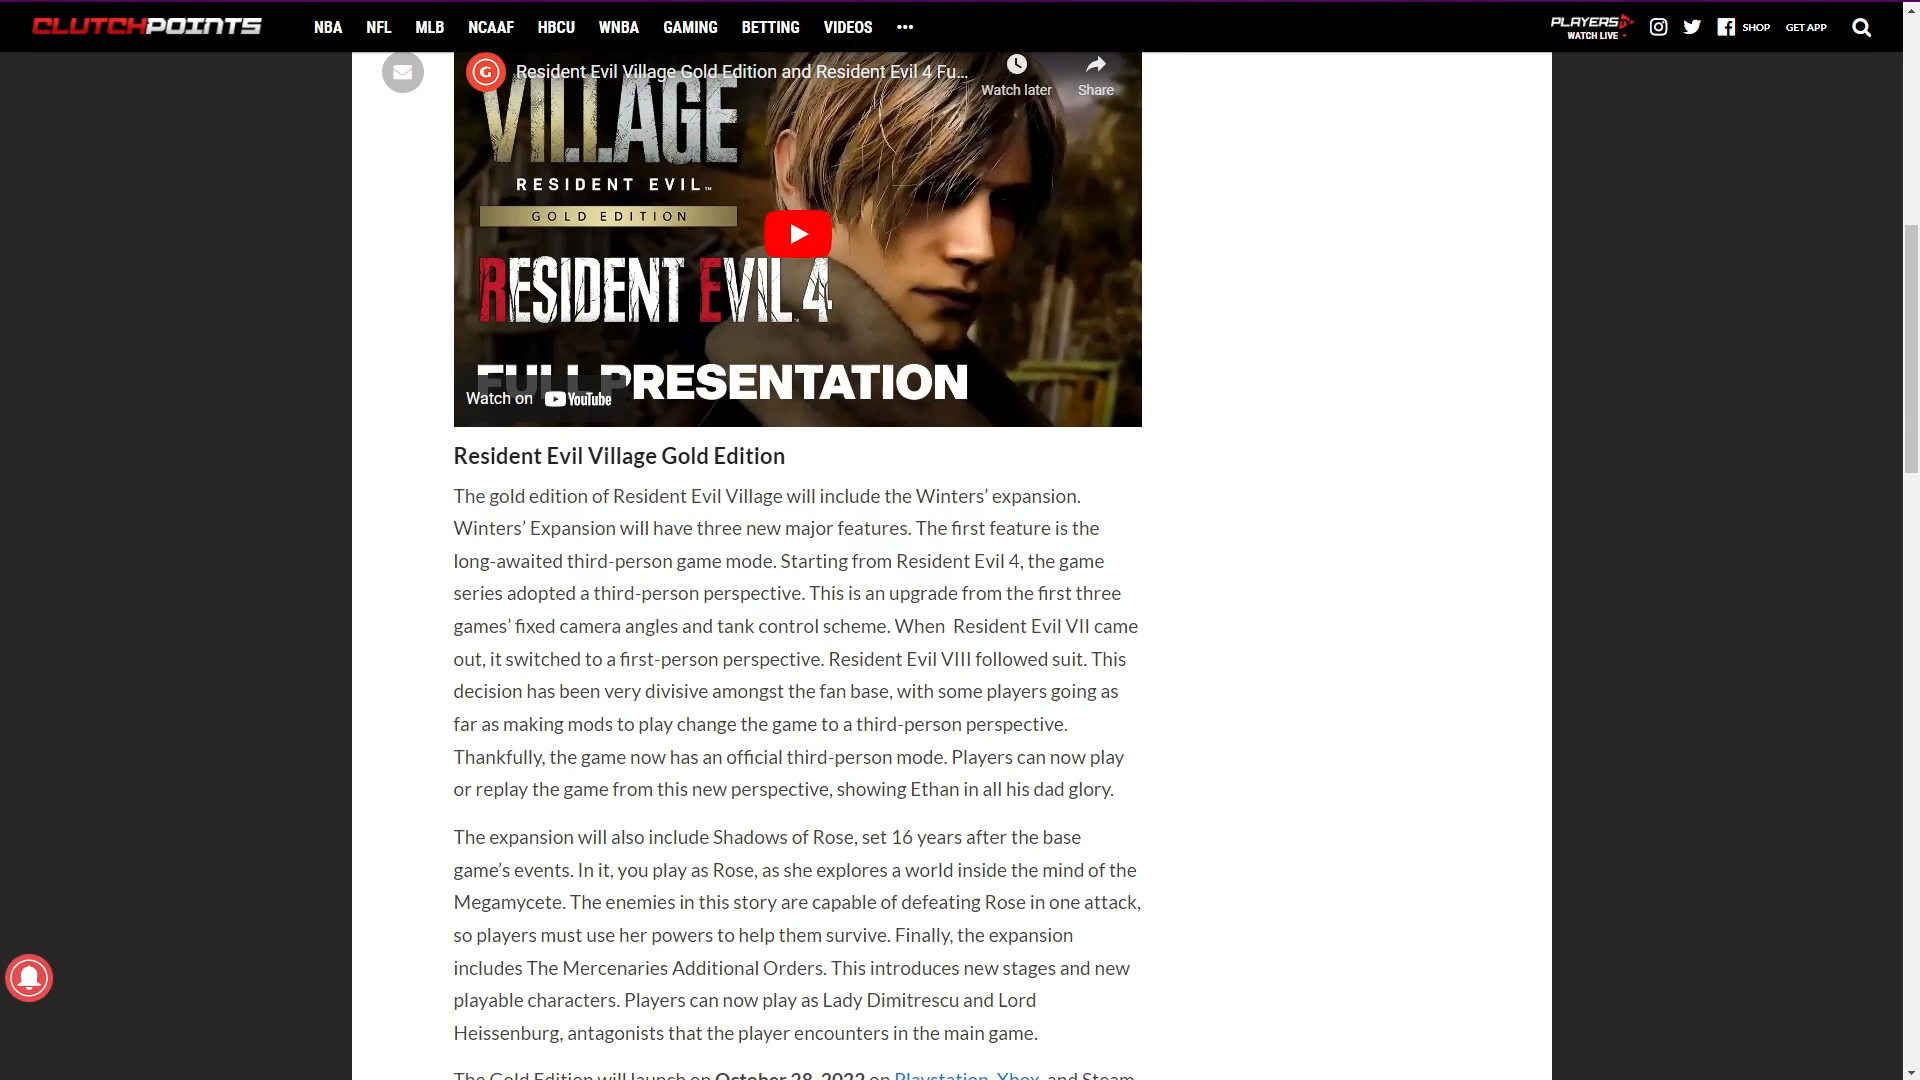 CLUTCHPOINTS NBA NFL MLB NCAAF HBCU WNBA GAMING BETTING VIDEOS ••• PLAYERS TV WATCH LIVE SHOP GET APP
G Resident Evil Village Gold Edition and Resident Evil 4 Fu... Watch later Share
VILLAGE
RESIDENT EVIL™
GOLD EDITION
RESIDENT EVIL 4
FULL PRESENTATION
Watch on YouTube
Resident Evil Village Gold Edition
The gold edition of Resident Evil Village will include the Winters’ expansion.
Winters’ Expansion will have three new major features. The first feature is the
long-awaited third-person game mode. Starting from Resident Evil 4, the game
series adopted a third-person perspective. This is an upgrade from the first three
games’ fixed camera angles and tank control scheme. When  Resident Evil VII came
out, it switched to a first-person perspective. Resident Evil VIII followed suit. This
decision has been very divisive amongst the fan base, with some players going as
far as making mods to play change the game to a third-person perspective.
Thankfully, the game now has an official third-person mode. Players can now play
or replay the game from this new perspective, showing Ethan in all his dad glory.
The expansion will also include Shadows of Rose, set 16 years after the base
game’s events. In it, you play as Rose, as she explores a world inside the mind of the
Megamycete. The enemies in this story are capable of defeating Rose in one attack,
so players must use her powers to help them survive. Finally, the expansion
includes The Mercenaries Additional Orders. This introduces new stages and new
playable characters. Players can now play as Lady Dimitrescu and Lord
Heissenburg, antagonists that the player encounters in the main game.
The Gold Edition will launch on October 28, 2022 on Playstation, Xbox, and Steam